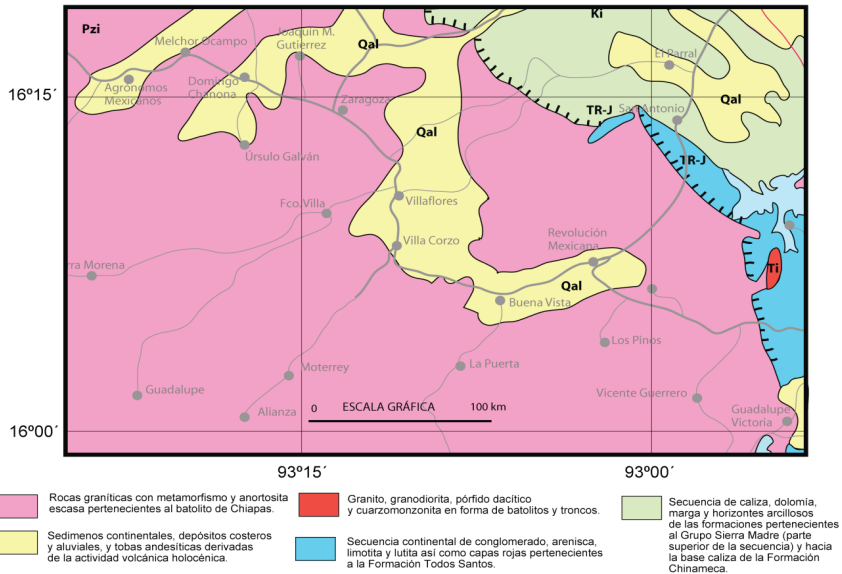 Pzi
Joaquín M.
Gutierrez
Ki
Melchor Ocampo
Qal
El Parral
Agrónomos
Mexicanos
Domingo
Chanona
16º15´
Zaragoza
Qal
TR-J
San Antonio
Qal
Úrsulo Galván
TR-J
Fco.Villa
Villaflores
Villa Corzo
Revolución
Mexicana
rra Morena
Ti
Qal
Buena Vista
Los Pinos
Moterrey
La Puerta
Guadalupe
Vicente Guerrero
Alianza
0 ESCALA GRÁFICA 100 km
Guadalupe
Victoria
16º00´
93º15´
93º00´
Rocas graníticas con metamorfismo y anortosita
escasa pertenecientes al batolito de Chiapas.
Sedimenos continentales, depósitos costeros
y aluviales, y tobas andesíticas derivadas
de la actividad volcánica holocénica.
Granito, granodiorita, pórfido dacítico
y cuarzomonzonita en forma de batolitos y troncos.
Secuencia continental de conglomerado, arenisca,
limotita y lutita así como capas rojas pertenecientes
a la Formación Todos Santos.
Secuencia de caliza, dolomía,
marga y horizontes arcillosos
de las formaciones pertenecientes
al Grupo Sierra Madre (parte
superior de la secuencia) y hacia
la base caliza de la Formación
Chinameca.